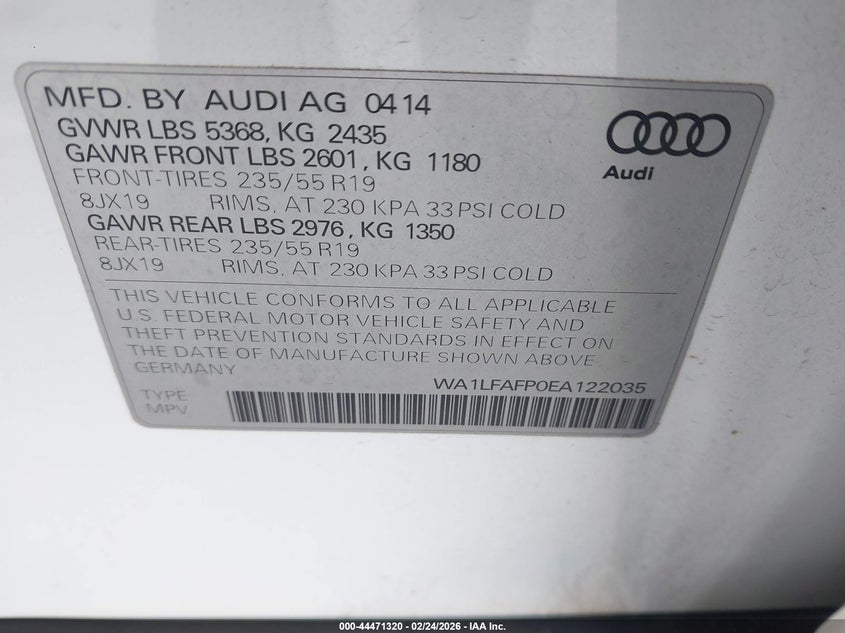 MFD. BY AUDI AG 0414
GVWR LBS 5368, KG 2435
GAWR FRONT LBS 2601, KG 1180
FRONT-TIRES 235/55 R19
8JX19 RIMS, AT 230 KPA 33 PSI COLD
GAWR REAR LBS 2976, KG 1350
REAR-TIRES 235/55 R19
8JX19 RIMS, AT 230 KPA 33 PSI COLD
Audi
THIS VEHICLE CONFORMS TO ALL APPLICABLE
U.S. FEDERAL MOTOR VEHICLE SAFETY AND
THEFT PREVENTION STANDARDS IN EFFECT ON
THE DATE OF MANUFACTURE SHOWN ABOVE.
GERMANY
WA1LFAFP0EA122035
TYPE
MPV
000-44471320 - 02/24/2026 - IAA Inc.